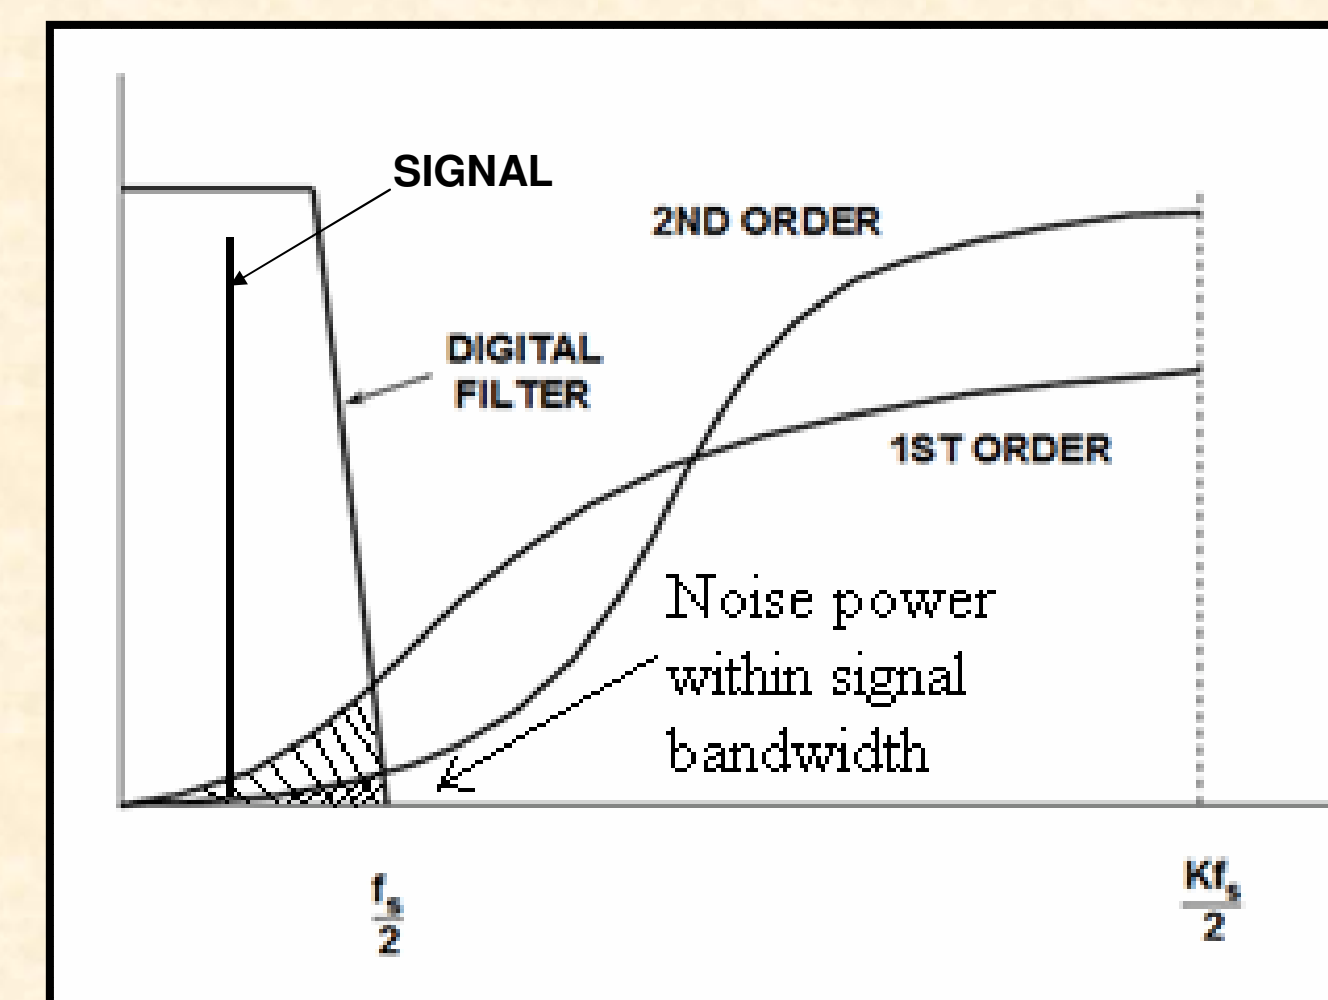 SIGNAL
2ND ORDER
DIGITAL
FILTER
1ST ORDER
Noise power
within signal
bandwidth
fs
2
Kfs
2